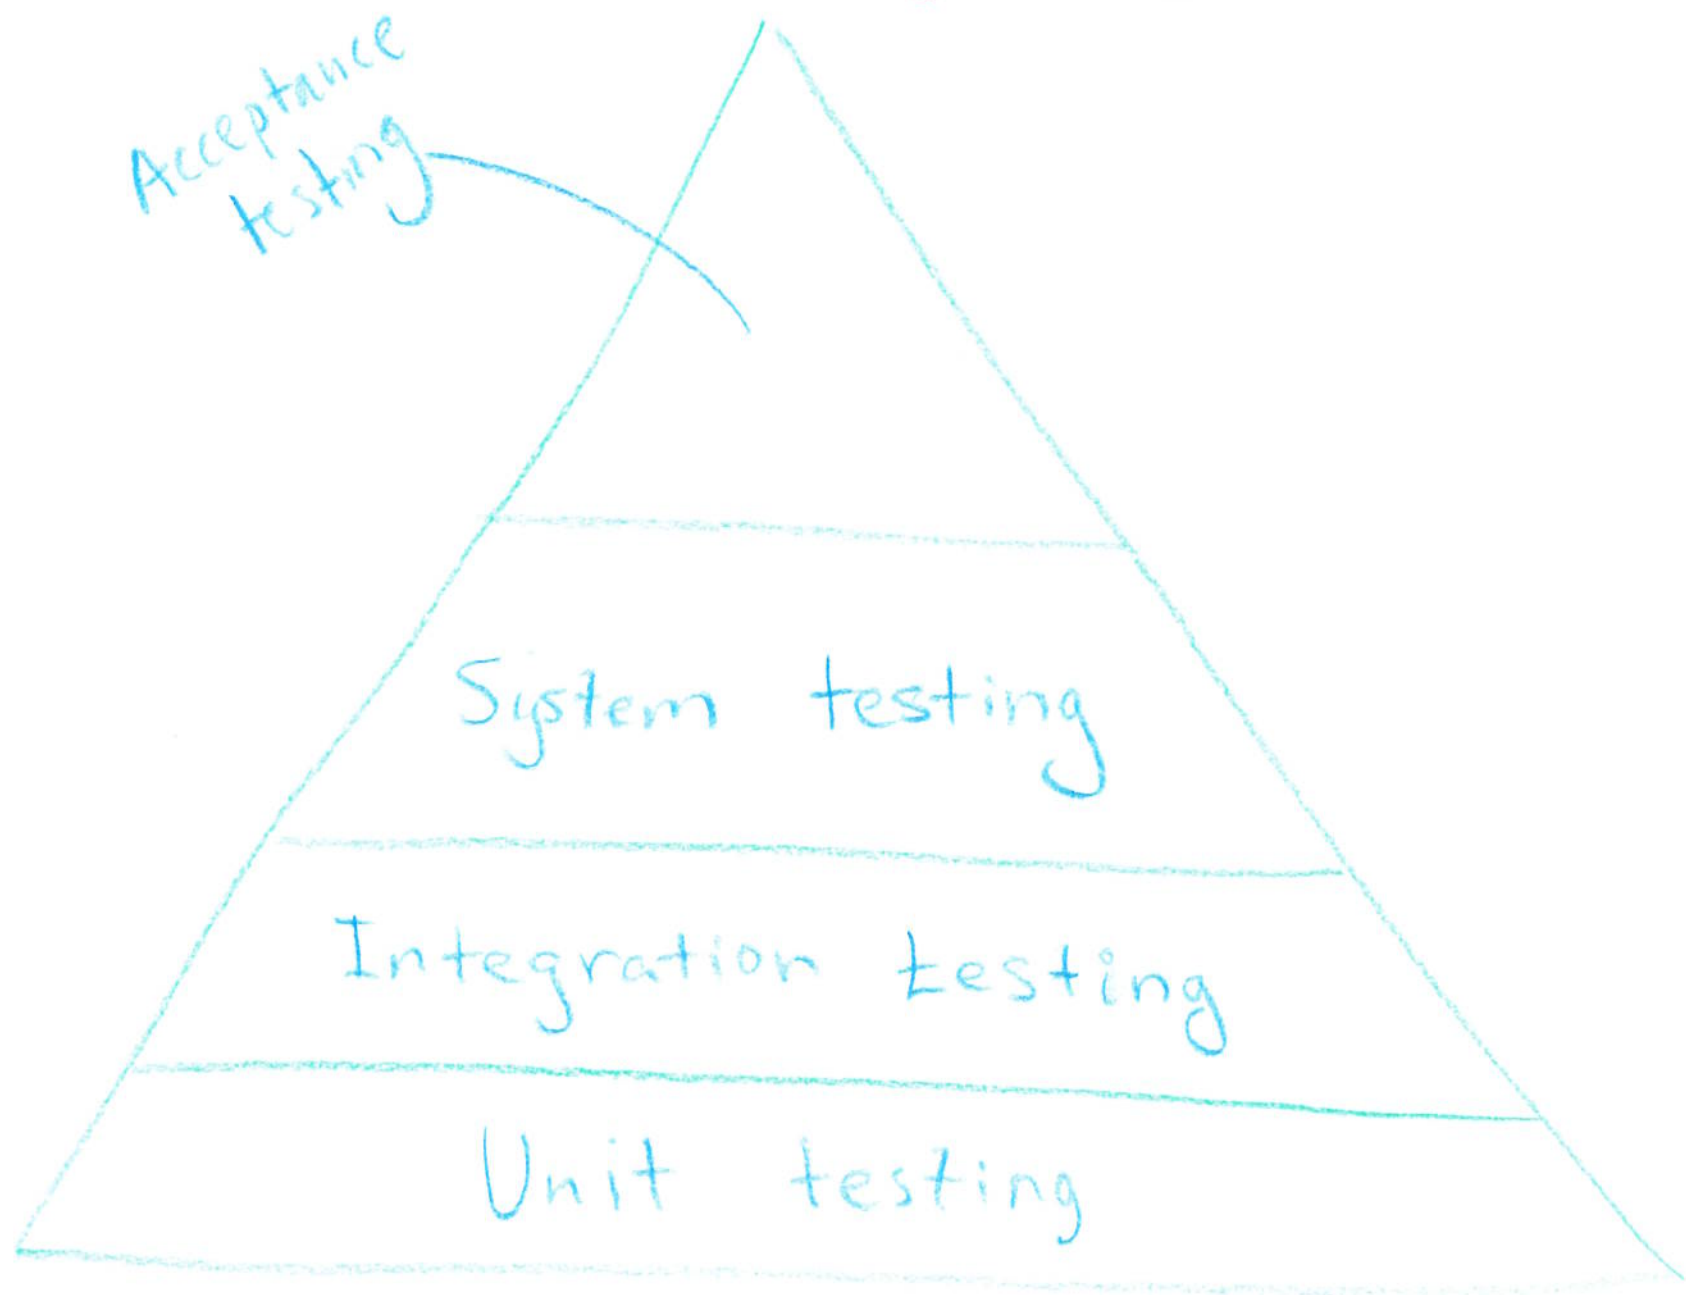 Acceptance
testing
System testing
Integration testing
Unit testing